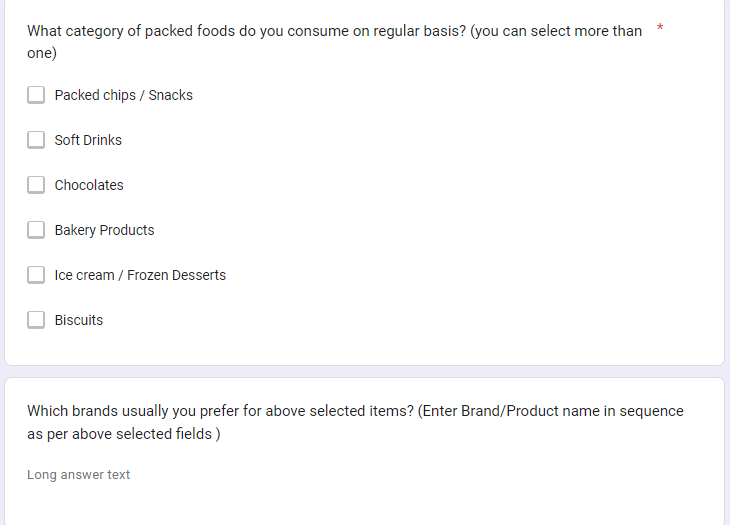 What category of packed foods do you consume on regular basis? (you can select more than *
one)
Packed chips / Snacks
Soft Drinks
Chocolates
Bakery Products
Ice cream / Frozen Desserts
Biscuits
Which brands usually you prefer for above selected items? (Enter Brand/Product name in sequence
as per above selected fields )
Long answer text